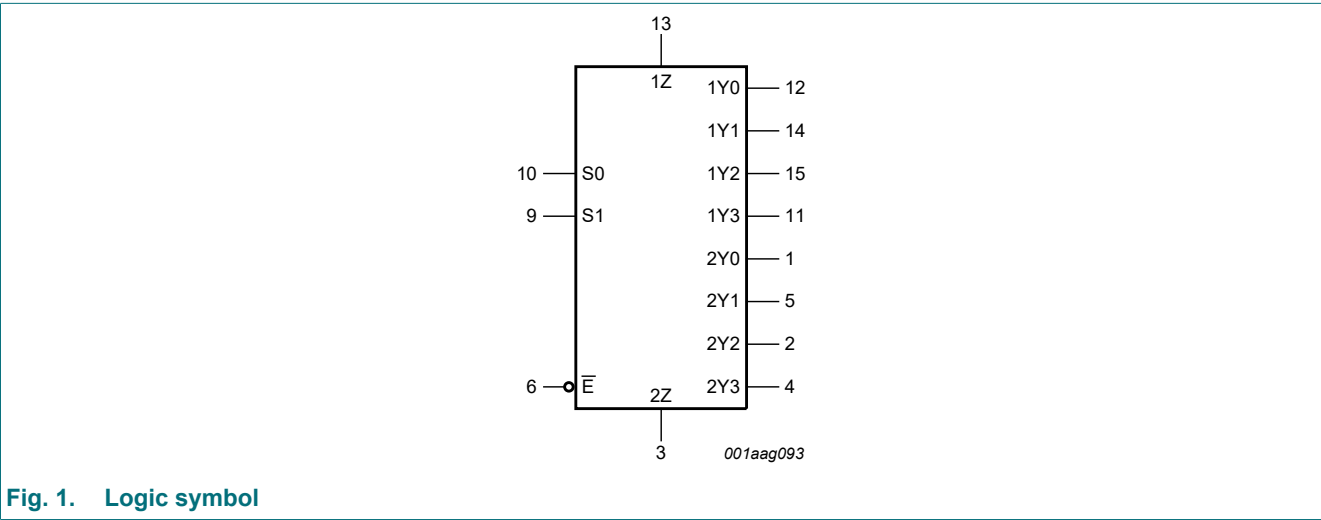 13
1Z 1Y0 12
1Y1 14
10 S0 1Y2 15
9 S1 1Y3 11
2Y0 1
2Y1 5
2Y2 2
6 E̅ 2Z 2Y3 4
3 001aag093
Fig. 1. Logic symbol